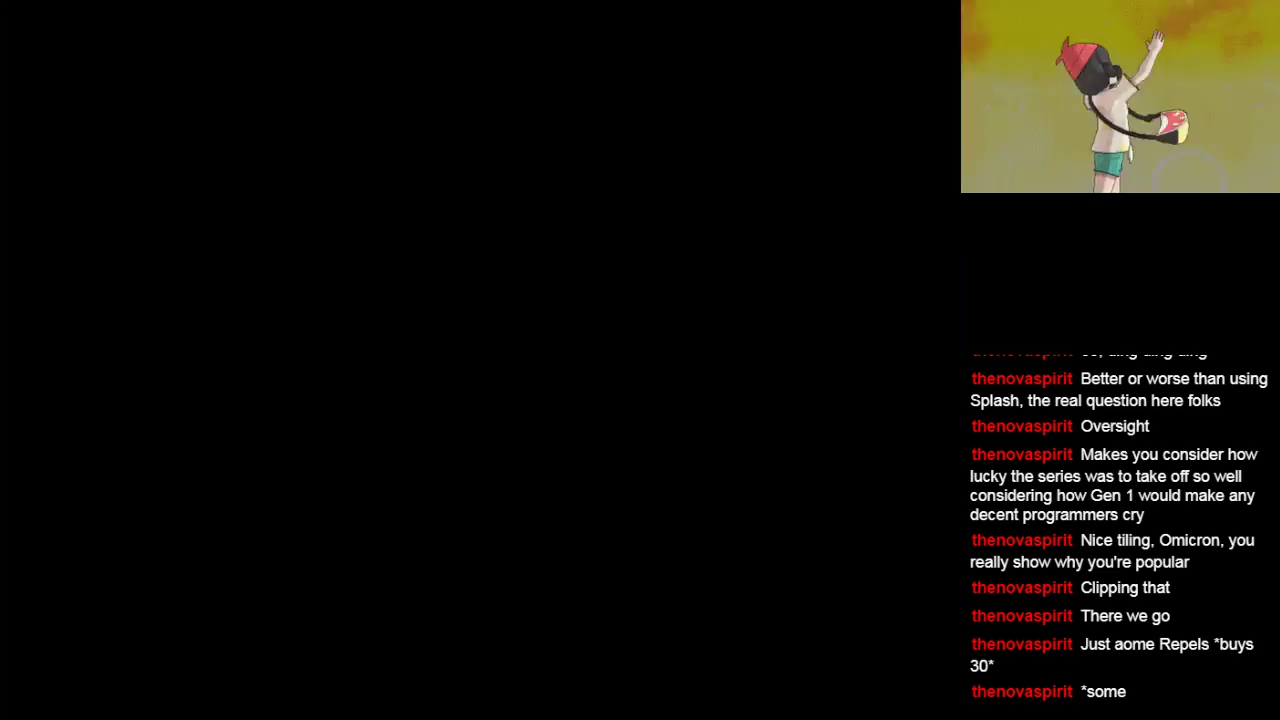 thenovaspirit Better or worse than using
Splash, the real question here folks
thenovaspirit Oversight
thenovaspirit Makes you consider how
lucky the series was to take off so well
considering how Gen 1 would make any
decent programmers cry
thenovaspirit Nice tiling, Omicron, you
really show why you're popular
thenovaspirit Clipping that
thenovaspirit There we go
thenovaspirit Just aome Repels *buys
30*
thenovaspirit *some